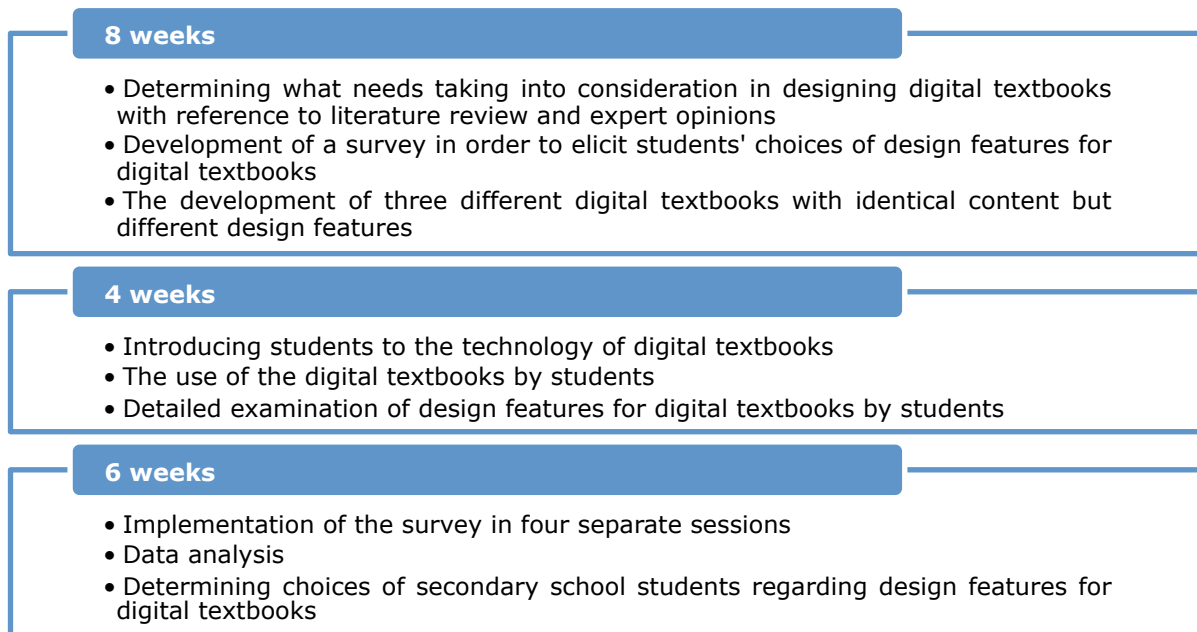 8 weeks
• Determining what needs taking into consideration in designing digital textbooks
with reference to literature review and expert opinions
• Development of a survey in order to elicit students' choices of design features for
digital textbooks
• The development of three different digital textbooks with identical content but
different design features
4 weeks
• Introducing students to the technology of digital textbooks
• The use of the digital textbooks by students
• Detailed examination of design features for digital textbooks by students
6 weeks
• Implementation of the survey in four separate sessions
• Data analysis
• Determining choices of secondary school students regarding design features for
digital textbooks